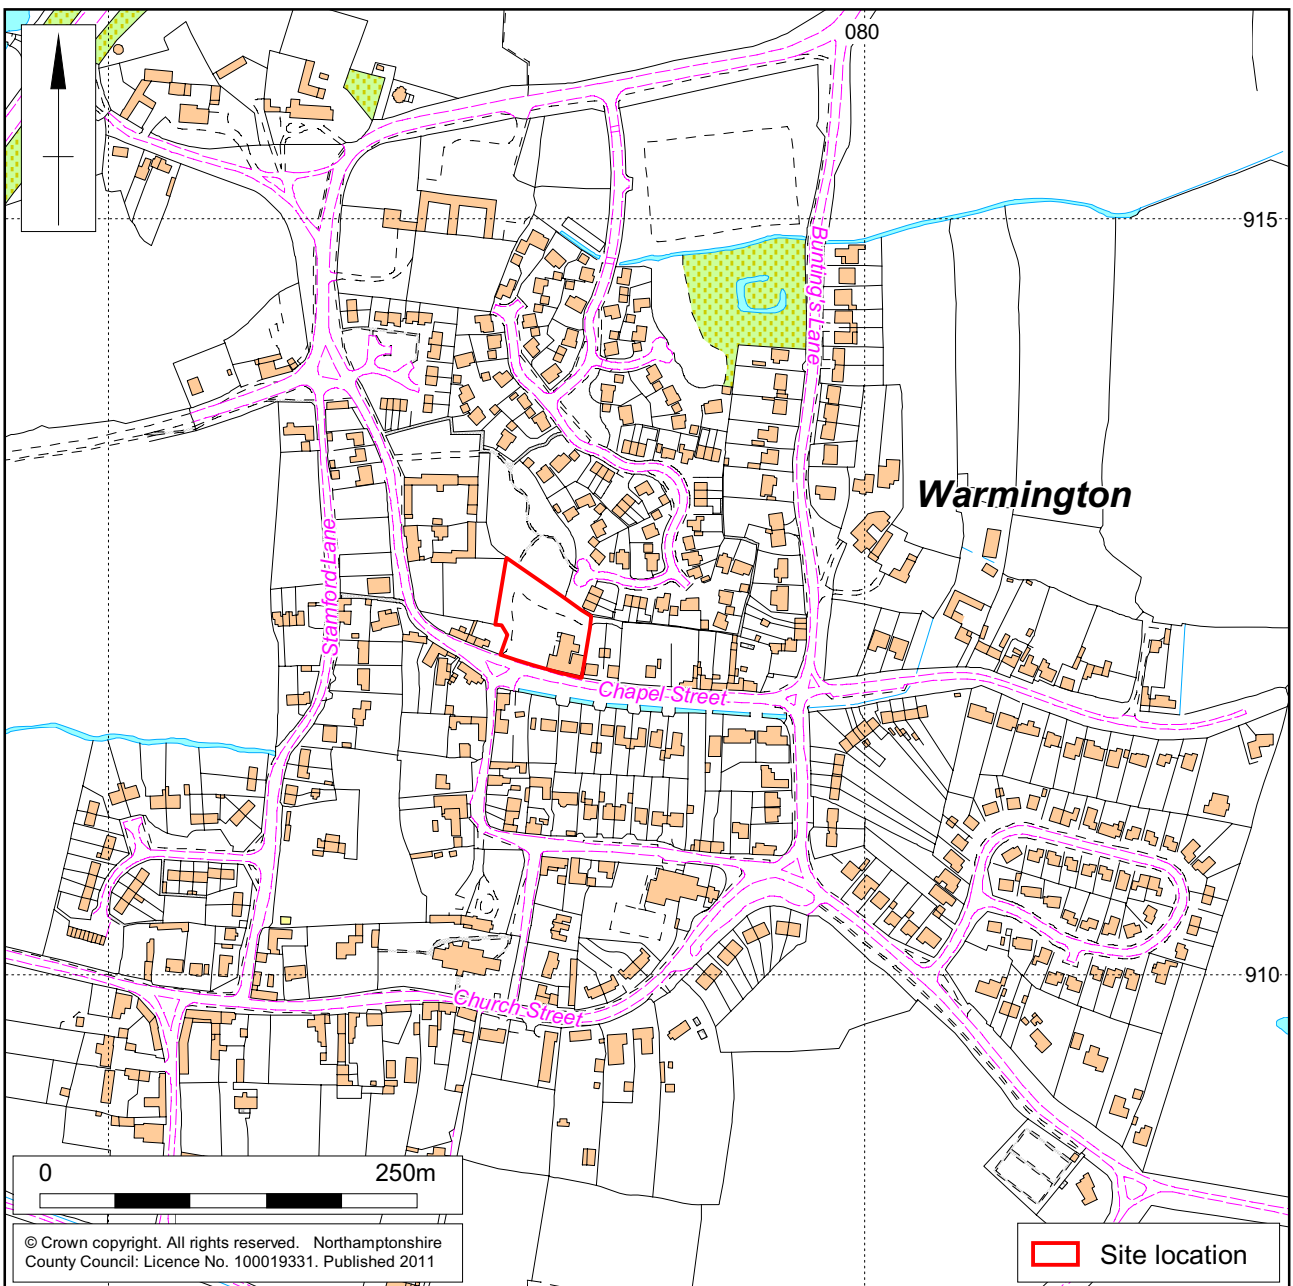 080
915
Bunting's Lane
Warmington
Stamford Lane
Chapel Street
910
Church Street
0 250m
© Crown copyright. All rights reserved. Northamptonshire
County Council: Licence No. 100019331. Published 2011
Site location